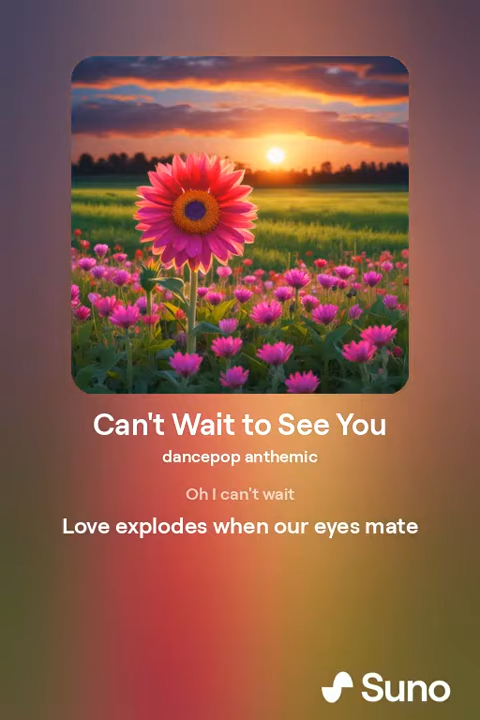 Can't Wait to See You
dancepop anthemic
Oh I can't wait
Love explodes when our eyes mate
Suno